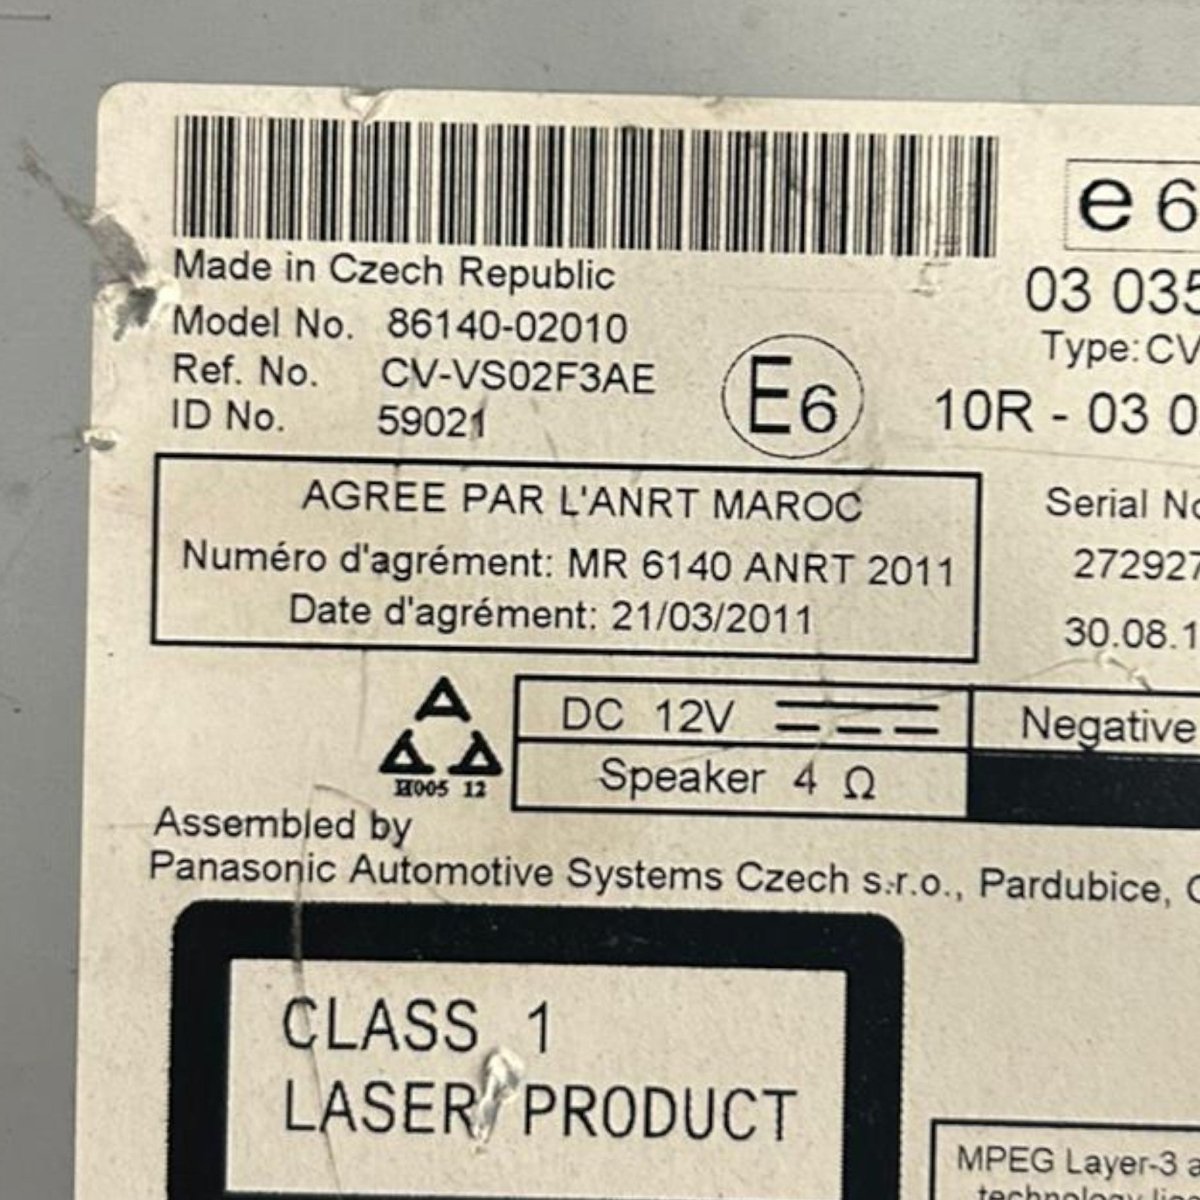 Made in Czech Republic
Model No. 86140-02010
Ref. No. CV-VS02F3AE
ID No. 59021
E6
e 6
03 035
Type: CV
10R - 03 0
AGREE PAR L'ANRT MAROC
Numéro d'agrément: MR 6140 ANRT 2011
Date d'agrément: 21/03/2011
Serial No
272927
30.08.1
H005 12
DC 12V
Negative
Speaker 4 Ω
Assembled by
Panasonic Automotive Systems Czech s.r.o., Pardubice,
CLASS 1
LASER PRODUCT
MPEG Layer-3 a